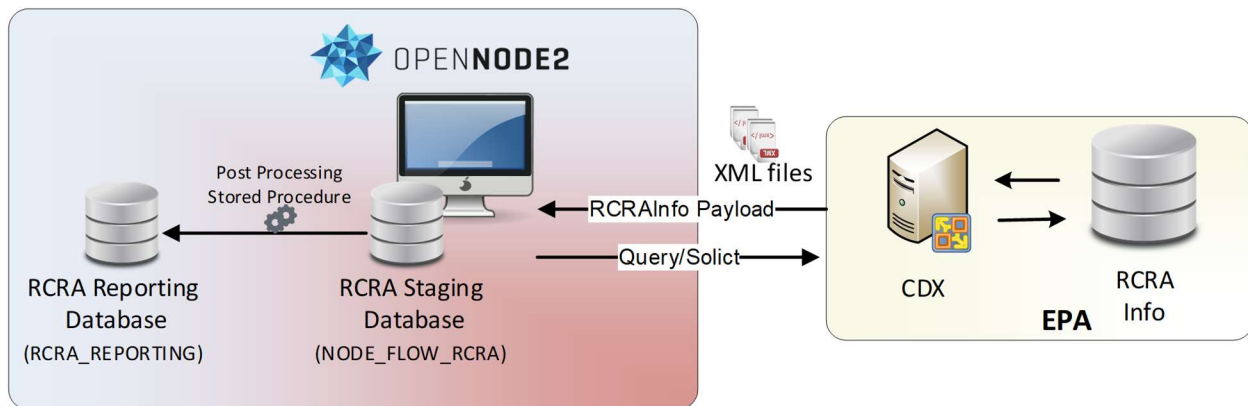 OPENNODE2
Post Processing
Stored Procedure
XML files
RCRAInfo Payload
Query/Solict
RCRA Reporting
Database
(RCRA_REPORTING)
RCRA Staging
Database
(NODE_FLOW_RCRA)
CDX
RCRA
Info
EPA
XML